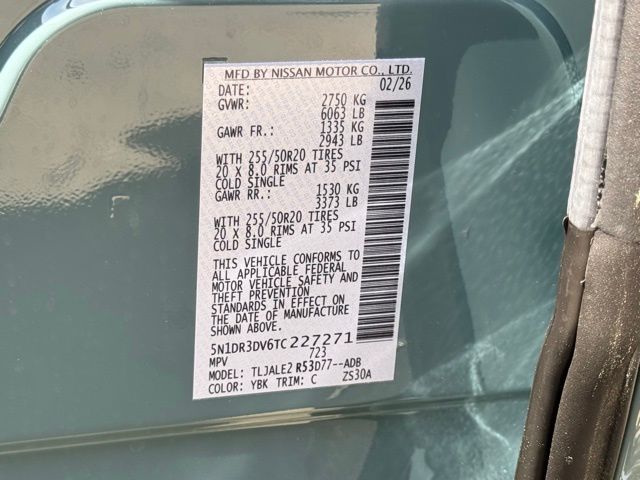 MFD BY NISSAN MOTOR CO., LTD.
DATE: 02/26
GVWR: 2750 KG
6063 LB
GAWR FR.: 1335 KG
2943 LB
WITH 255/50R20 TIRES
20 X 8.0 RIMS AT 35 PSI
COLD SINGLE
GAWR RR.: 1530 KG
3373 LB
WITH 255/50R20 TIRES
20 X 8.0 RIMS AT 35 PSI
COLD SINGLE
THIS VEHICLE CONFORMS TO
ALL APPLICABLE FEDERAL
MOTOR VEHICLE SAFETY AND
THEFT PREVENTION
STANDARDS IN EFFECT ON
THE DATE OF MANUFACTURE
SHOWN ABOVE.
5N1DR3DV6TC227271
MPV 723
MODEL: TLJALE2 R53D77--ADB
COLOR: YBK TRIM: C ZS30A